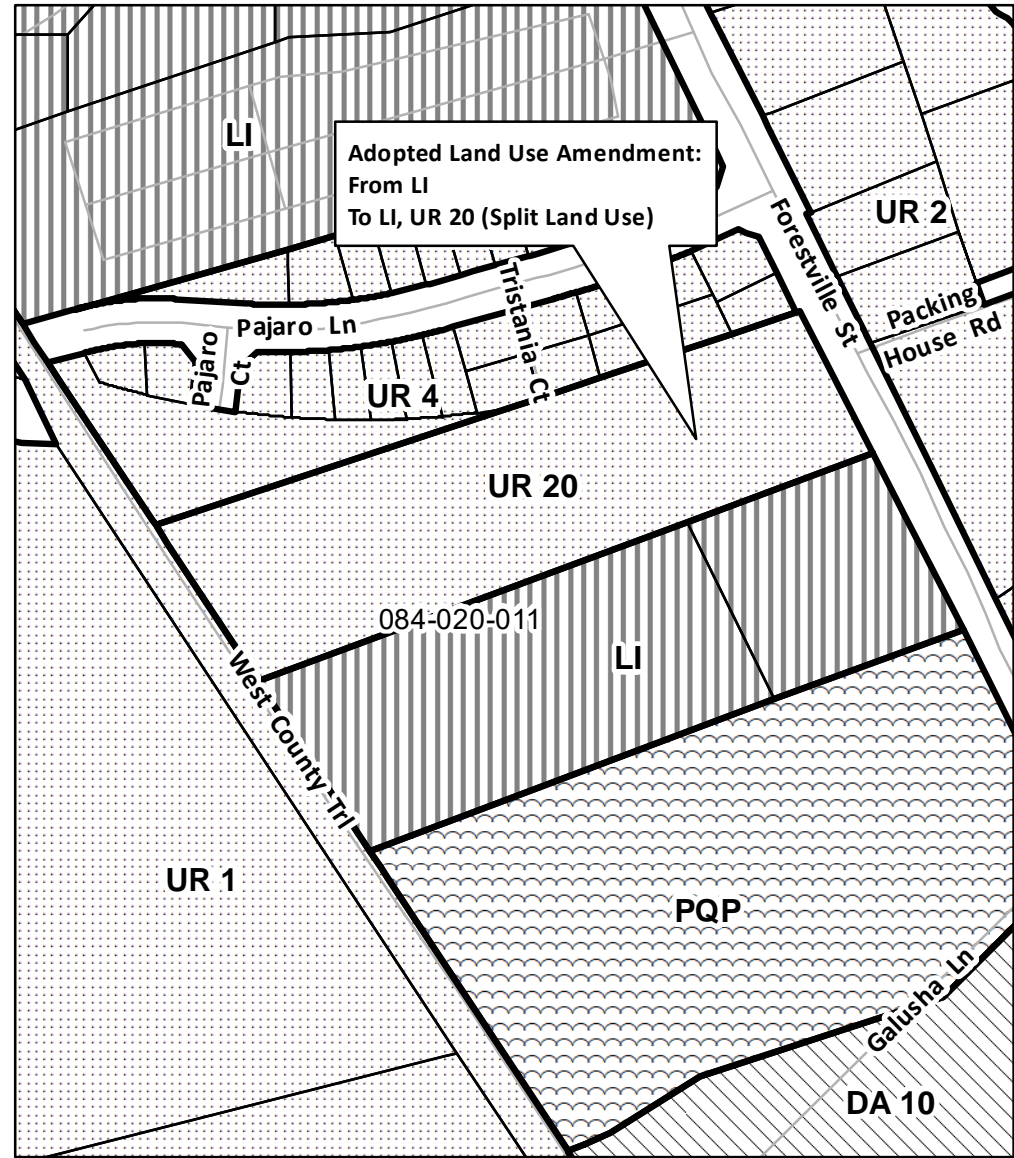 LI
Adopted Land Use Amendment:
From LI
To LI, UR 20 (Split Land Use)
UR 2
Forestville St
Packing
House Rd
Tristania Ct
Pajaro Ln
Pajaro
Ct
UR 4
UR 20
084-020-011
LI
West County Trl
UR 1
PQP
Galusha Ln
DA 10